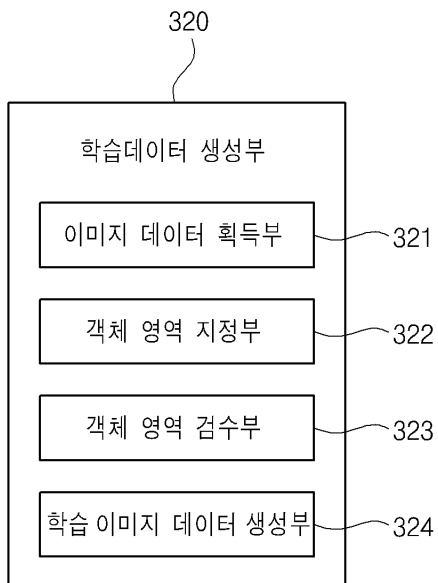 320
학습데이터 생성부
이미지 데이터 획득부
321
객체 영역 지정부
322
객체 영역 검수부
323
학습 이미지 데이터 생성부
324